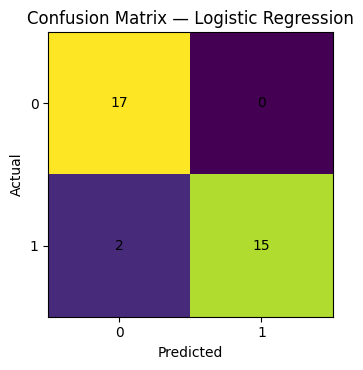 Confusion Matrix — Logistic Regression
0
17
0
Actual
1
2
15
0
1
Predicted